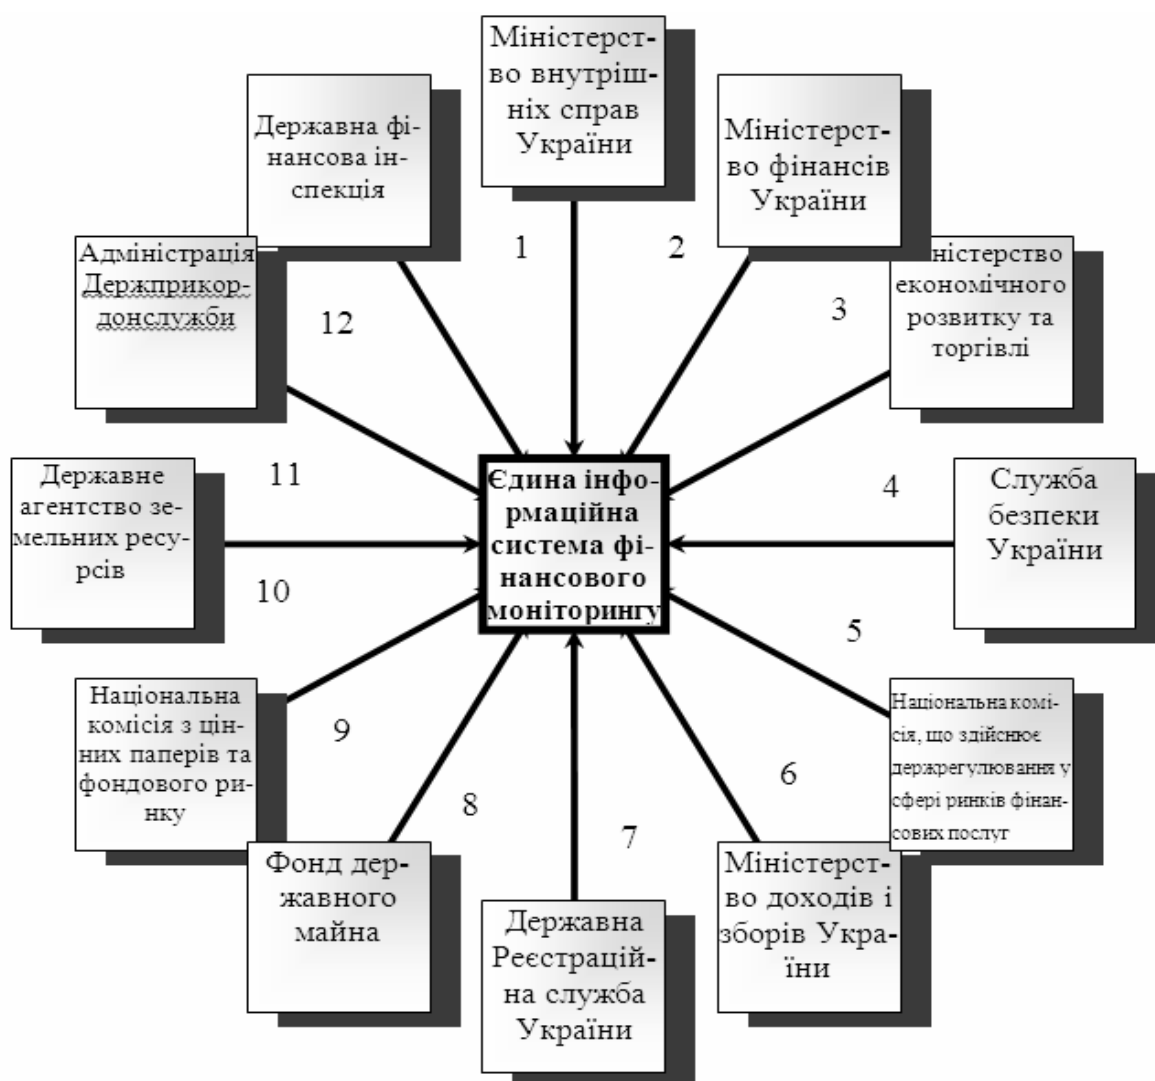 Міністерст-
во внутріш-
ніх справ
України
Державна фі-
нансова ін-
спекція
Міністерст-
во фінансів
України
Адміністрація
Держприкор-
донслужби
ністерство
економічного
розвитку та
торгівлі
1
2
3
12
Державне
агентство зе-
мельних ресу-
рсів
11
Єдина інфо-
рмаційна
система фі-
нансового
моніторингу
4
Служба
безпеки
України
10
5
Національна
комісія з цін-
них паперів та
фондового ри-
нку
9
Національна комі-
сія, що здійснює
держрегулювання у
сфері ринків фінан-
сових послуг
8
7
6
Фонд дер-
жавного
майна
Державна
Реєстрацій-
на служба
України
Міністерст-
во доходів і
зборів Укра-
їни